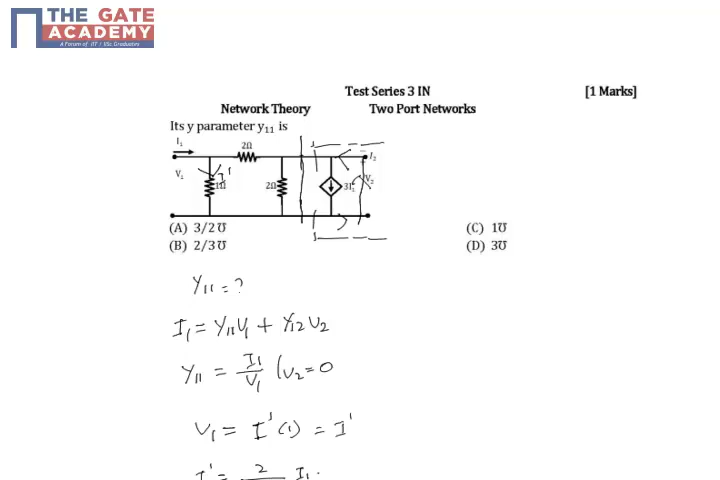 THE GATE
ACADEMY
A Forum of IIT / IISc Graduates
Test Series 3 IN [1 Marks]
Network Theory Two Port Networks
Its y parameter y₁₁ is
I₁ 2Ω I₂
V₁ 1Ω I' 2Ω 3I₁ V₂
(A) 3/2℧ (C) 1℧
(B) 2/3℧ (D) 3℧
Y₁₁ = ?
I₁ = Y₁₁V₁ + Y₁₂V₂
Y₁₁ = I₁/V₁ | V₂ = 0
V₁ = I'(1) = I'
I' = 2 I₁